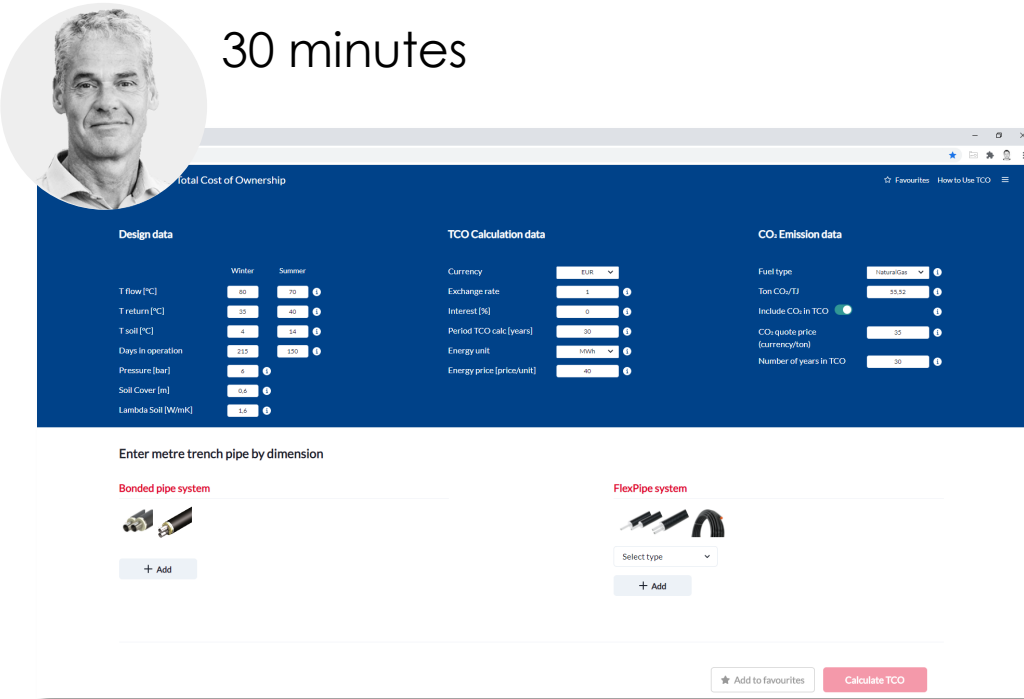 30 minutes
Total Cost of Ownership
Favourites How to Use TCO
Design data
Winter Summer
T flow [°C] 80 70
T return [°C] 35 40
T soil [°C] 4 14
Days in operation 215 150
Pressure [bar] 6
Soil Cover [m] 0,6
Lambda Soil [W/mK] 1,6
TCO Calculation data
Currency EUR
Exchange rate 1
Interest [%] 0
Period TCO calc [years] 30
Energy unit MWh
Energy price [price/unit] 40
CO₂ Emission data
Fuel type NaturalGas
Ton CO₂/TJ 55,52
Include CO₂ in TCO
CO₂ quote price 35
(currency/ton)
Number of years in TCO 30
Enter metre trench pipe by dimension
Bonded pipe system
+ Add
FlexPipe system
Select type
+ Add
Add to favourites
Calculate TCO